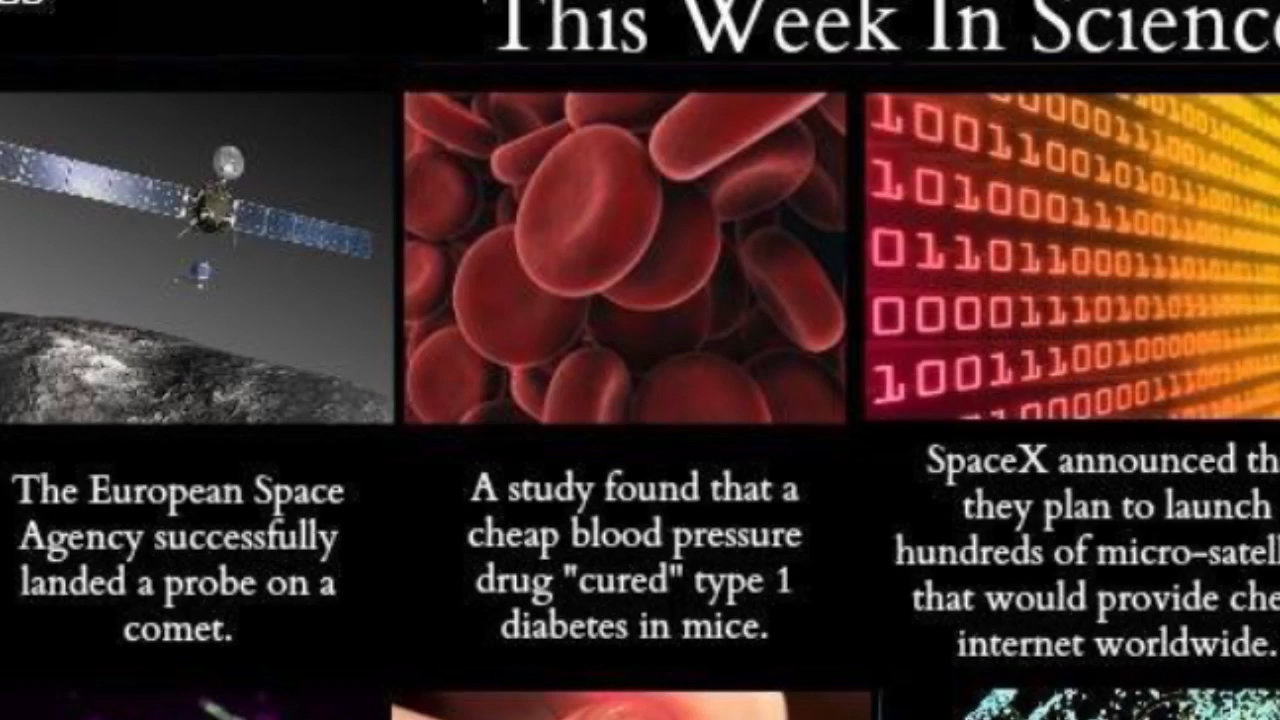 This Week In Science
The European Space
Agency successfully
landed a probe on a
comet.
A study found that a
cheap blood pressure
drug "cured" type 1
diabetes in mice.
SpaceX announced th
they plan to launch
hundreds of micro-satell
that would provide che
internet worldwide.